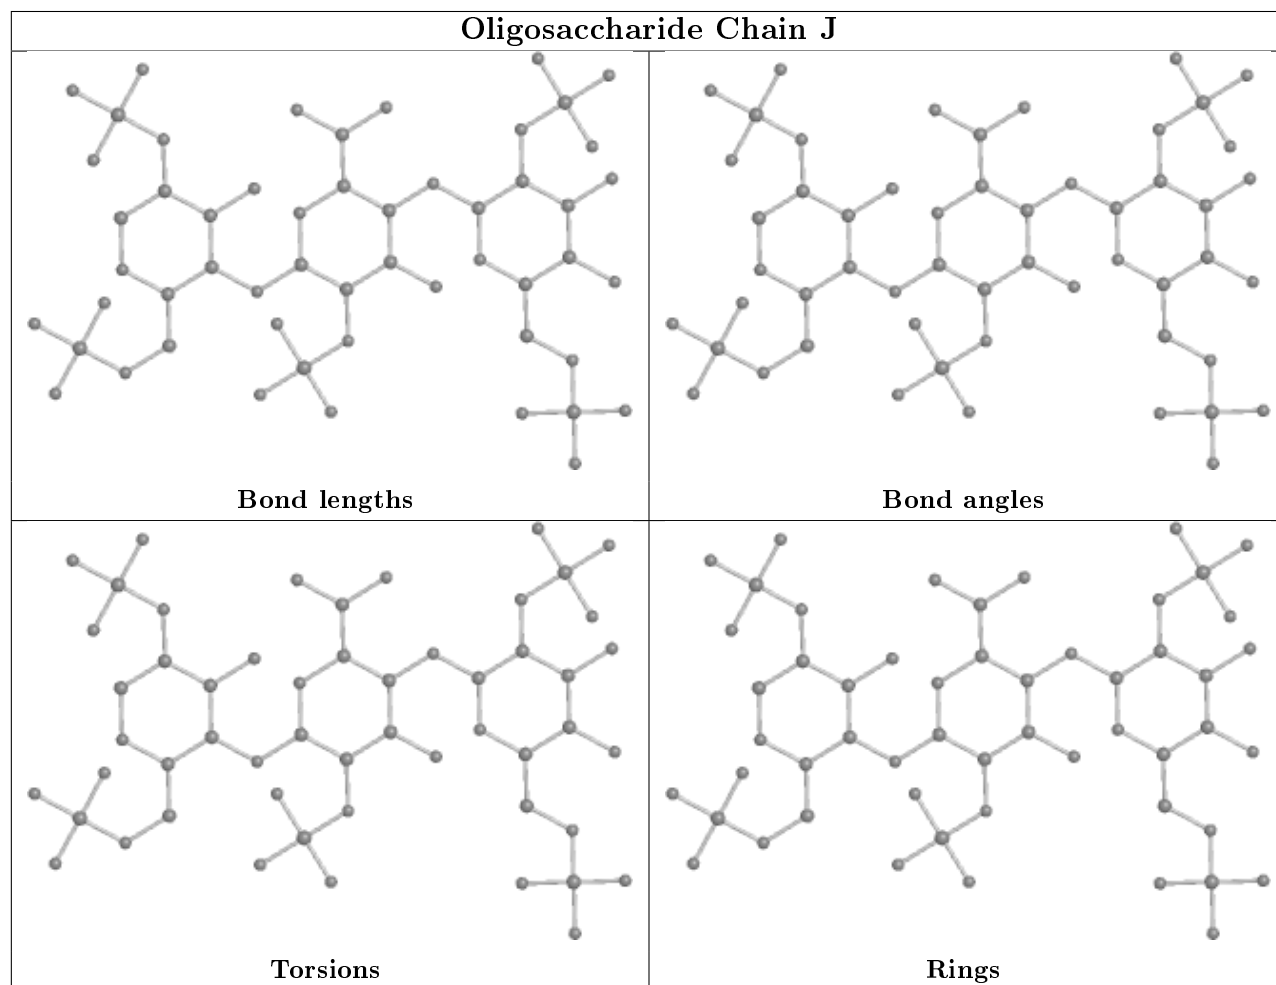 Oligosaccharide Chain J
Bond lengths
Bond angles
Torsions
Rings